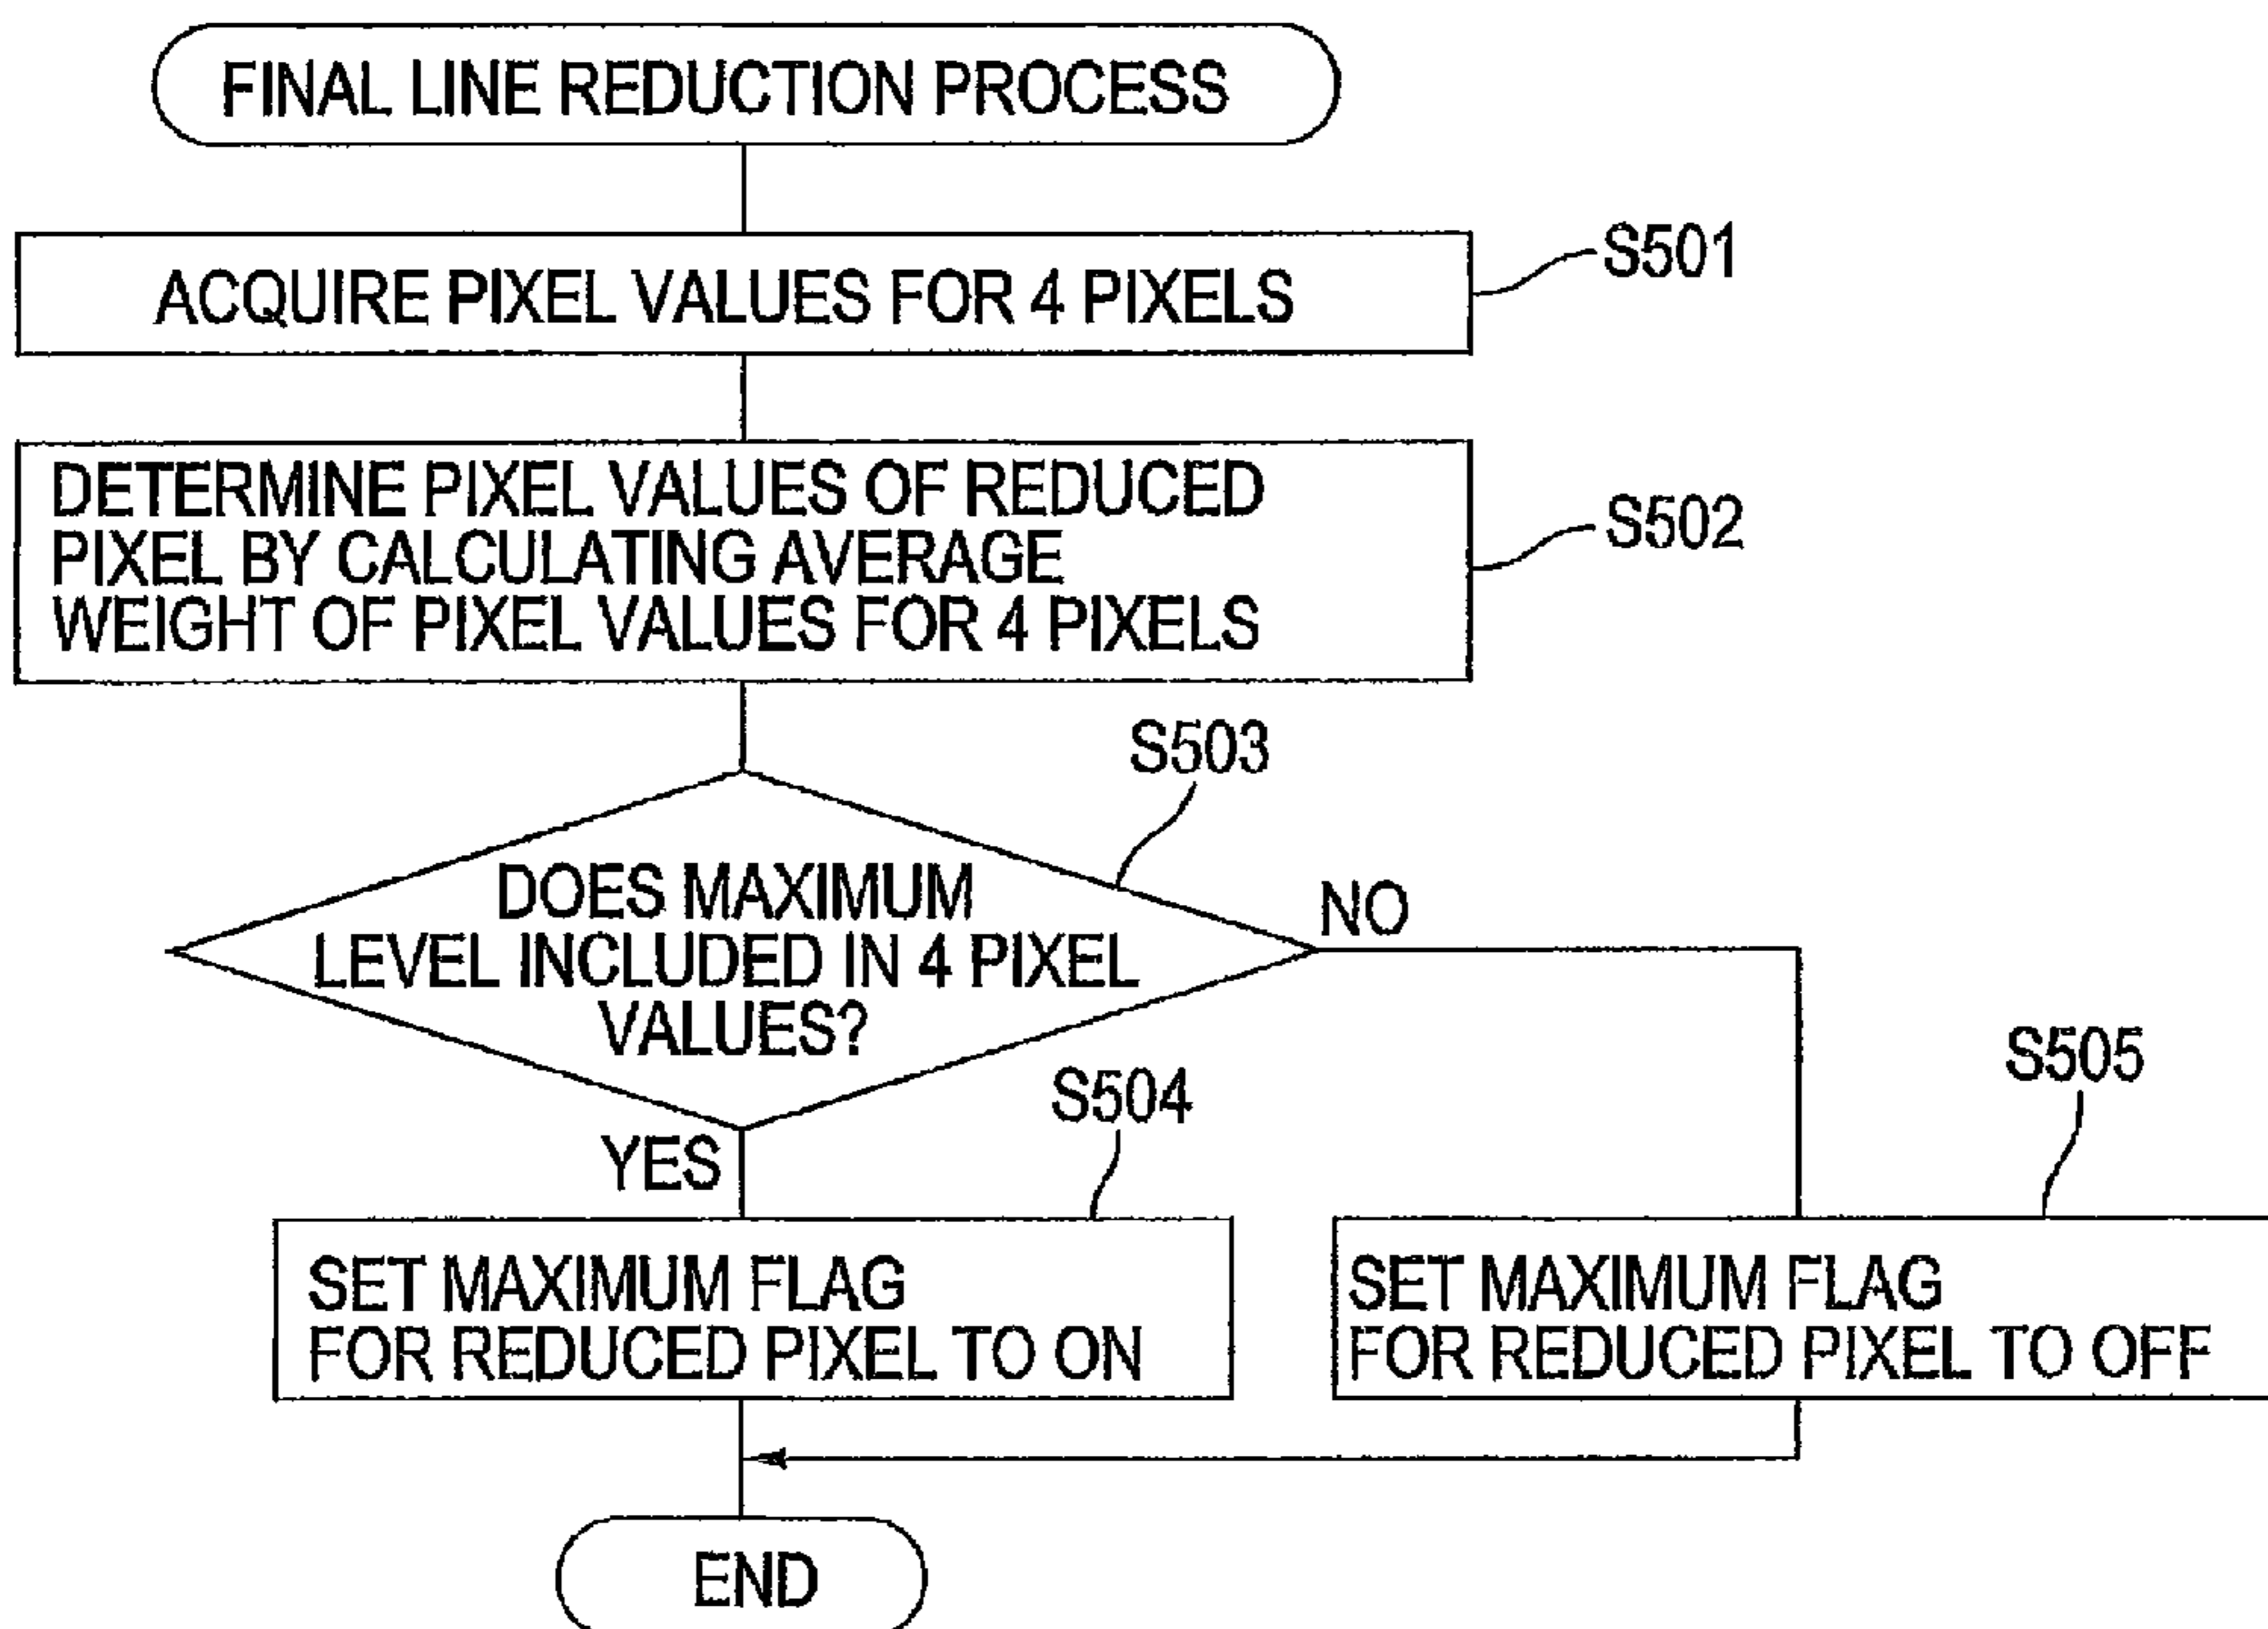 FINAL LINE REDUCTION PROCESS
ACQUIRE PIXEL VALUES FOR 4 PIXELS
S501
DETERMINE PIXEL VALUES OF REDUCED
PIXEL BY CALCULATING AVERAGE
WEIGHT OF PIXEL VALUES FOR 4 PIXELS
S502
S503
DOES MAXIMUM
LEVEL INCLUDED IN 4 PIXEL
VALUES?
NO
YES
S504
SET MAXIMUM FLAG
FOR REDUCED PIXEL TO ON
S505
SET MAXIMUM FLAG
FOR REDUCED PIXEL TO OFF
END